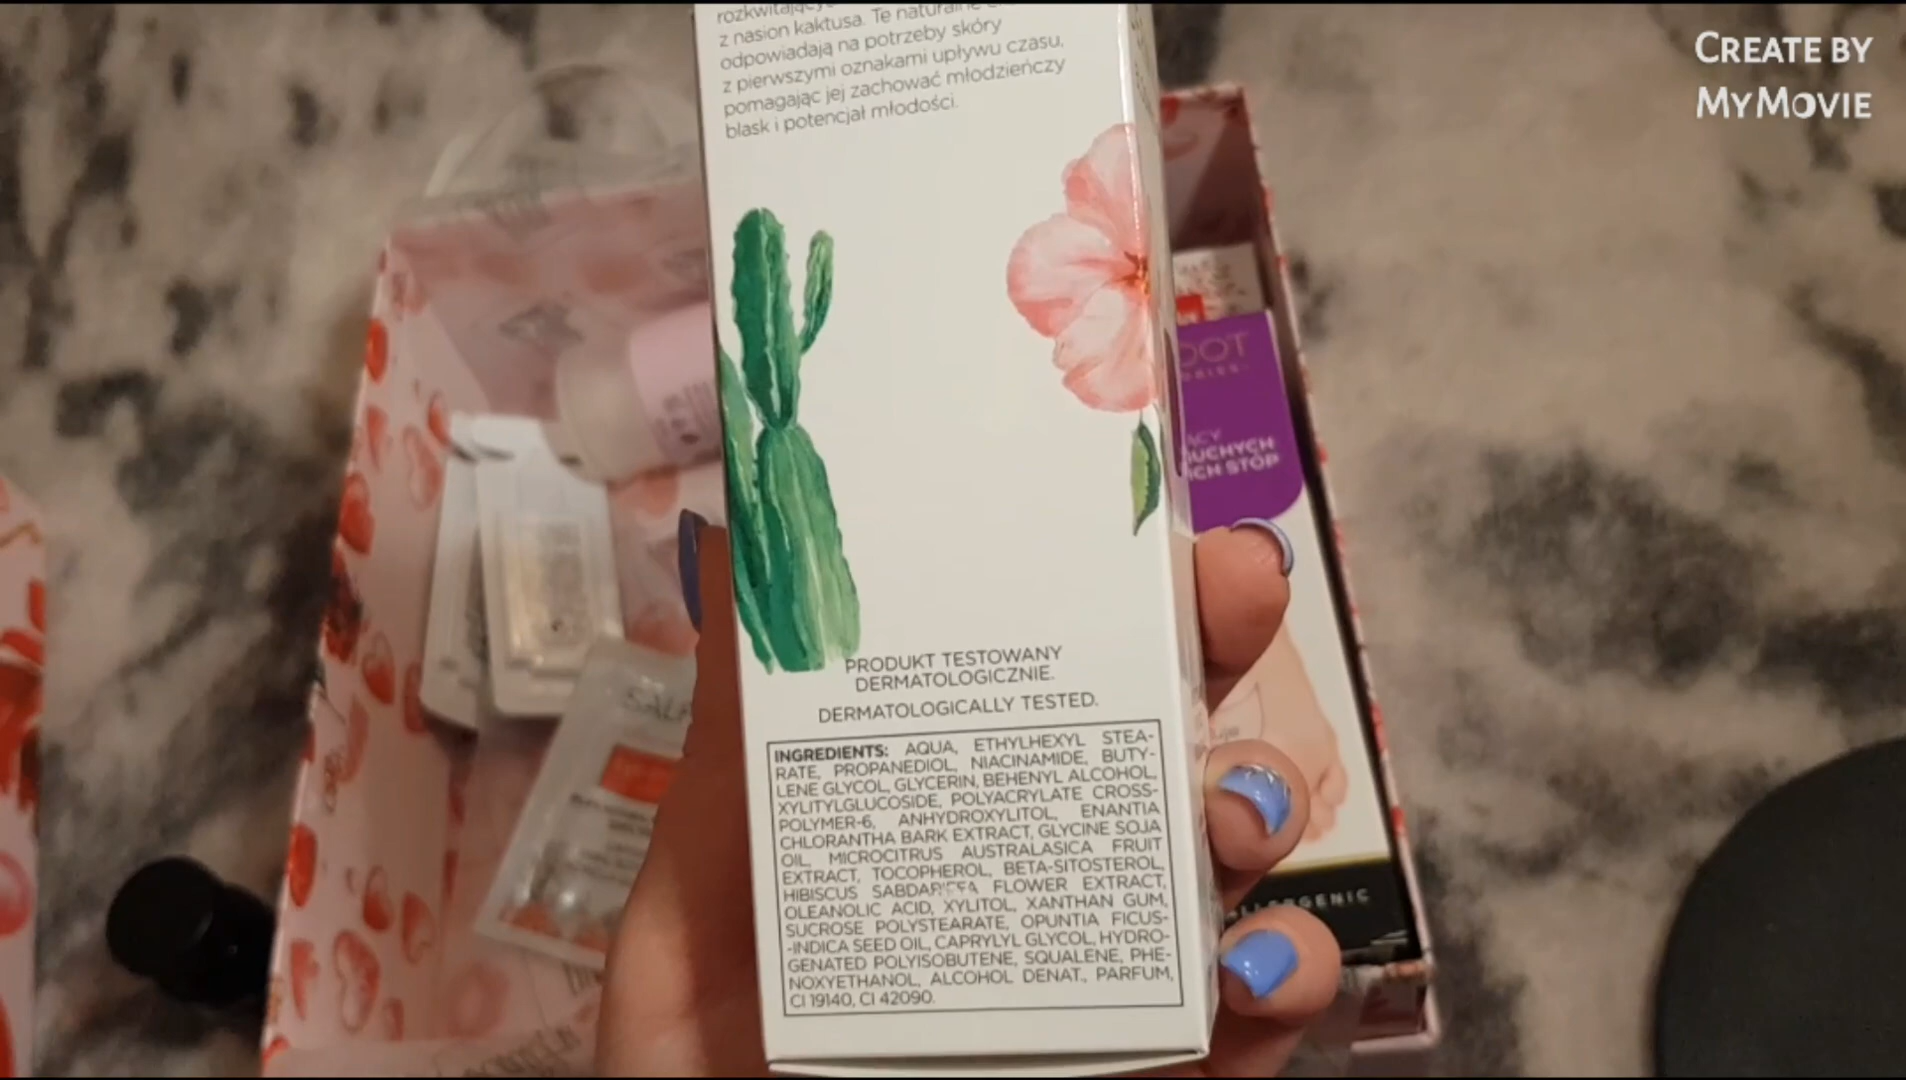 CREATE BY
MYMOVIE
z nasion kaktusa. Te naturalne
odpowiadają na potrzeby skóry
z pierwszymi oznakami upływu czasu,
pomagając jej zachować młodzieńczy
blask i potencjał młodości.
PRODUKT TESTOWANY
DERMATOLOGICZNIE.
DERMATOLOGICALLY TESTED.
INGREDIENTS: AQUA, ETHYLHEXYL STEA-
RATE, PROPANEDIOL, NIACINAMIDE, BUTY-
LENE GLYCOL, GLYCERIN, BEHENYL ALCOHOL,
XYLITYLGLUCOSIDE, POLYACRYLATE CROSS-
POLYMER-6, ANHYDROXYLITOL, ENANTIA
CHLORANTHA BARK EXTRACT, GLYCINE SOJA
OIL, MICROCITRUS AUSTRALASICA FRUIT
EXTRACT, TOCOPHEROL, BETA-SITOSTEROL,
HIBISCUS SABDARIFFA FLOWER EXTRACT,
OLEANOLIC ACID, XYLITOL, XANTHAN GUM,
SUCROSE POLYSTEARATE, OPUNTIA FICUS-
-INDICA SEED OIL, CAPRYLYL GLYCOL, HYDRO-
GENATED POLYISOBUTENE, SQUALENE, PHE-
NOXYETHANOL, ALCOHOL DENAT., PARFUM,
CI 19140, CI 42090.
STOP